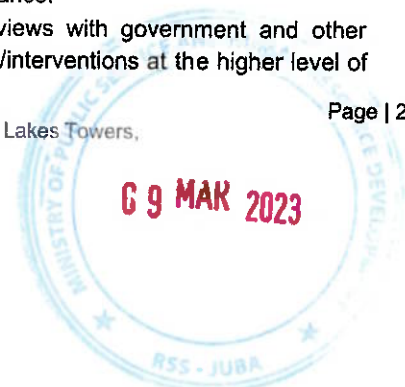 views with government and other
/interventions at the higher level of
Page | 2
Lakes Towers,
MINISTRY OF PUBLIC SERVICE AND HUMAN RESOURCE DEVELOP
09 MAR 2023
RSS - JUBA